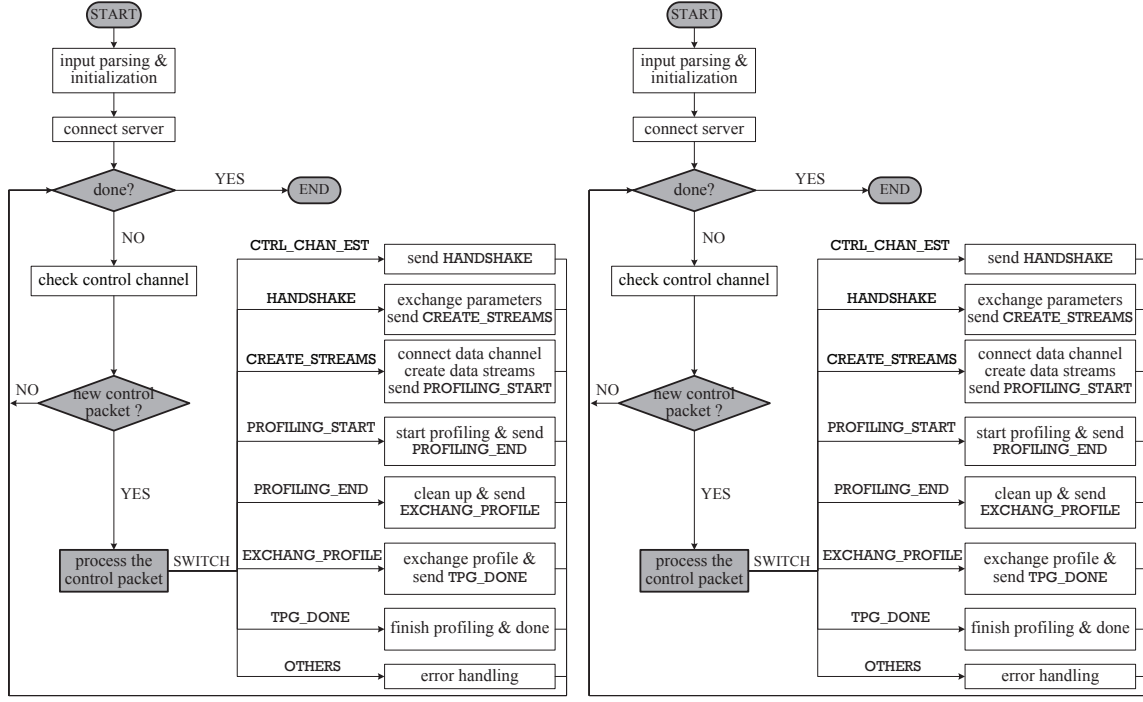 START
input parsing &
initialization
connect server
done?
YES
END
NO
check control channel
new control
packet ?
NO
YES
process the
control packet
SWITCH
CTRL_CHAN_EST
send HANDSHAKE
HANDSHAKE
exchange parameters
send CREATE_STREAMS
CREATE_STREAMS
connect data channel
create data streams
send PROFILING_START
PROFILING_START
start profiling & send
PROFILING_END
PROFILING_END
clean up & send
EXCHANG_PROFILE
EXCHANG_PROFILE
exchange profile &
send TPG_DONE
TPG_DONE
finish profiling & done
OTHERS
error handling
START
input parsing &
initialization
connect server
done?
YES
END
NO
check control channel
new control
packet ?
NO
YES
process the
control packet
SWITCH
CTRL_CHAN_EST
send HANDSHAKE
HANDSHAKE
exchange parameters
send CREATE_STREAMS
CREATE_STREAMS
connect data channel
create data streams
send PROFILING_START
PROFILING_START
start profiling & send
PROFILING_END
PROFILING_END
clean up & send
EXCHANG_PROFILE
EXCHANG_PROFILE
exchange profile &
send TPG_DONE
TPG_DONE
finish profiling & done
OTHERS
error handling